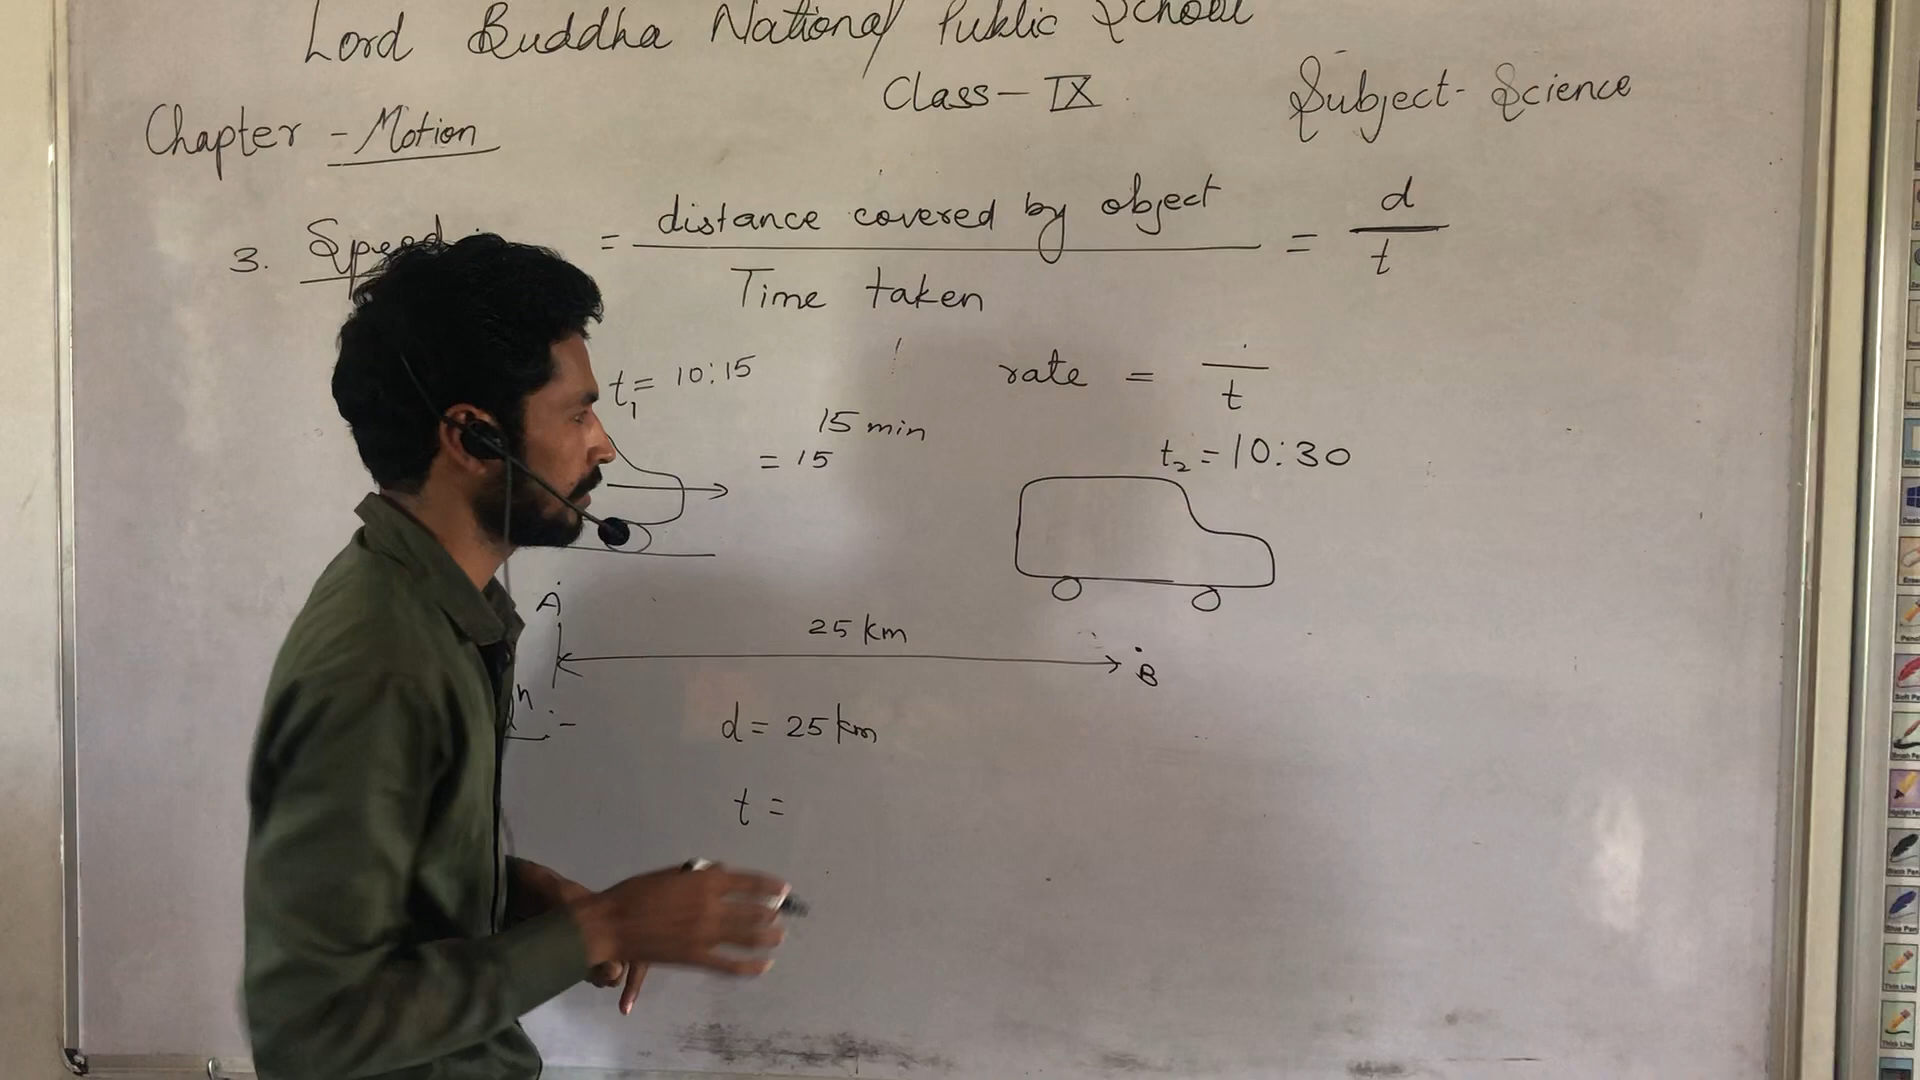 Lord Buddha National Public School
Class - IX
Subject - Science
Chapter - Motion
3. Speed = distance covered by object / Time taken = d / t
t₁ = 10:15
rate = / t
15 min
= 15
t₂ = 10:30
A
25 km
B
d = 25 km
t =